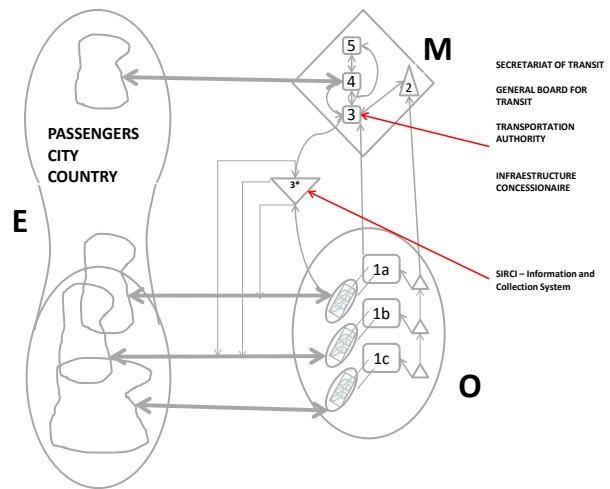 5
M
4
2
3
SECRETARIAT OF TRANSIT
GENERAL BOARD FOR
TRANSIT
TRANSPORTATION
AUTHORITY
INFRASTRUCTURE
CONCESSIONAIRE
PASSENGERS
CITY
COUNTRY
3*
E
SIRCI – Information and
Collection System
1a
1b
1c
O